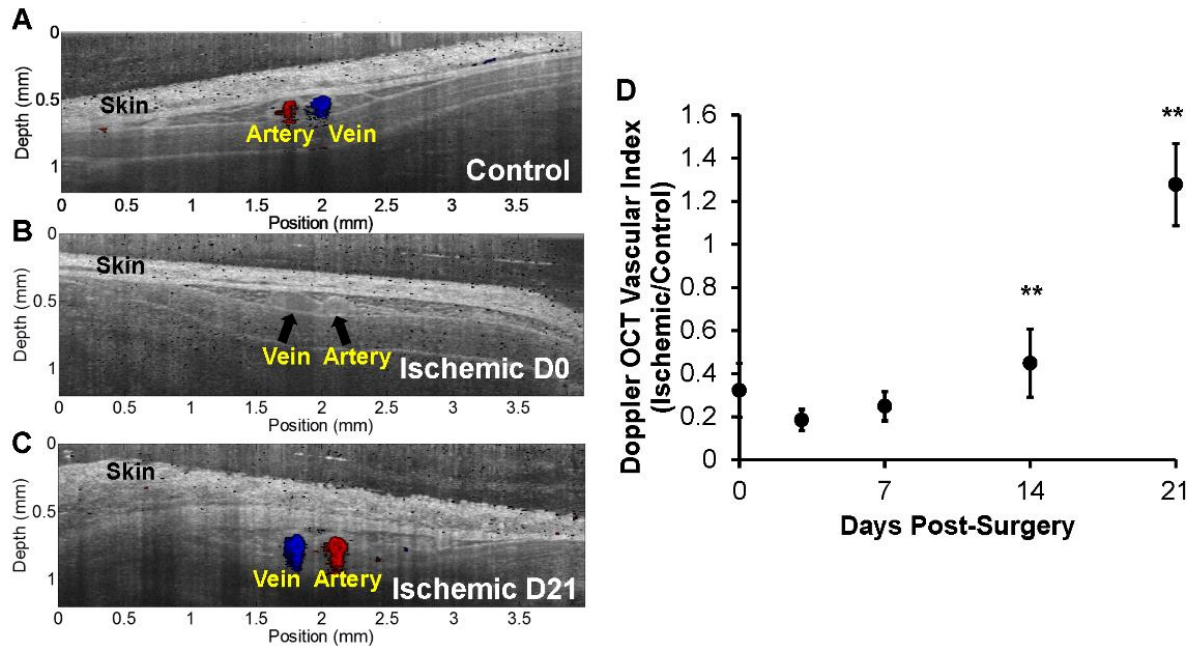 A
0
0.5
1
Depth (mm)
Skin
Artery Vein
Control
0 0.5 1 1.5 2 2.5 3 3.5
Position (mm)
B
0
0.5
1
Depth (mm)
Skin
Vein Artery
Ischemic D0
0 0.5 1 1.5 2 2.5 3 3.5
Position (mm)
C
0
0.5
1
Depth (mm)
Skin
Vein Artery
Ischemic D21
0 0.5 1 1.5 2 2.5 3 3.5
Position (mm)
D
Doppler OCT Vascular Index
(Ischemic/Control)
1.6
1.4
1.2
1
0.8
0.6
0.4
0.2
0
**
**
0 7 14 21
Days Post-Surgery